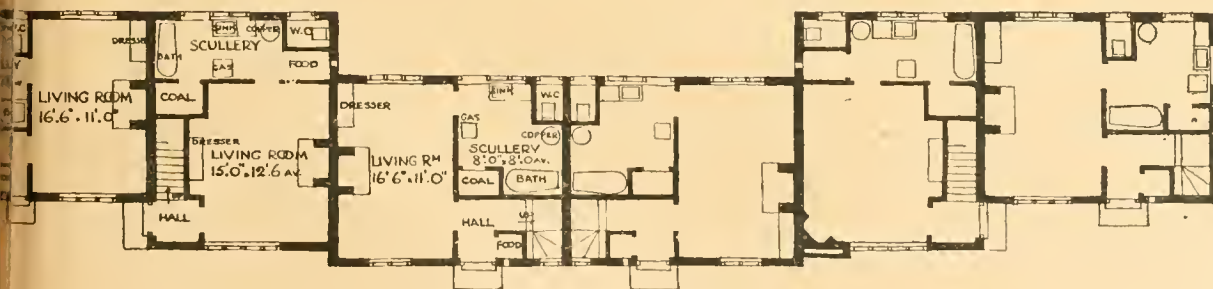 W.C
DRESSER
LIVING ROOM
16'.6" × 11'.0"
BATH
SINK
COPPER
W.C
SCULLERY
GAS
FOOD
COAL
DRESSER
LIVING ROOM
15'.0" × 12'.6 AV.
HALL
DRESSER
LIVING RM
16'.6" × 11'.0"
SINK
W.C
GAS
COPPER
SCULLERY
8'.0" × 8'.0 AV.
COAL
BATH
HALL
UP
FOOD